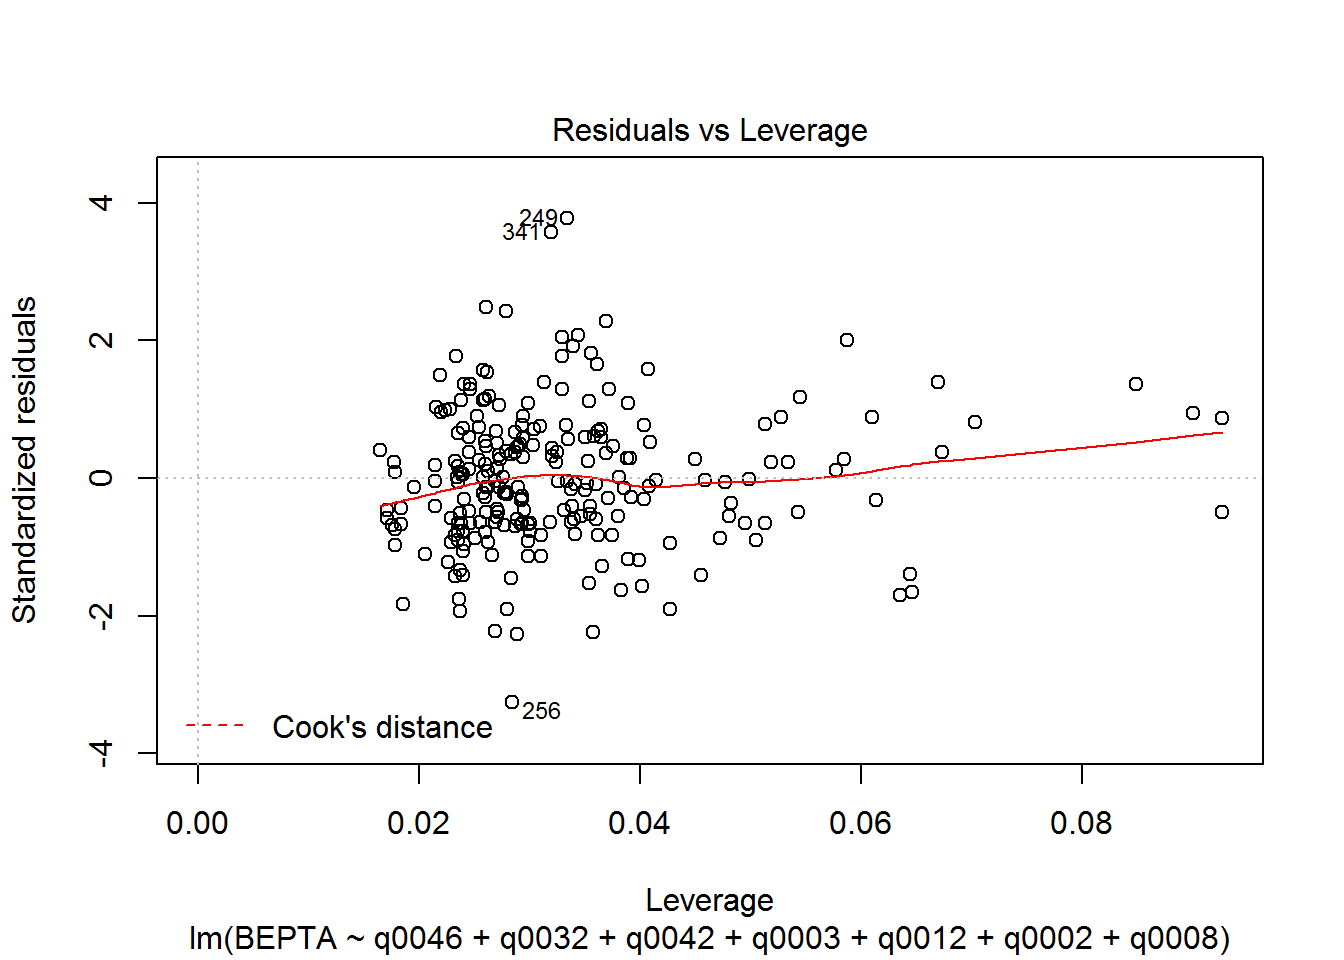 Residuals vs Leverage
Standardized residuals
4
2
0
-2
-4
249
341
256
Cook's distance
0.00 0.02 0.04 0.06 0.08
Leverage
lm(BEPTA ~ q0046 + q0032 + q0042 + q0003 + q0012 + q0002 + q0008)